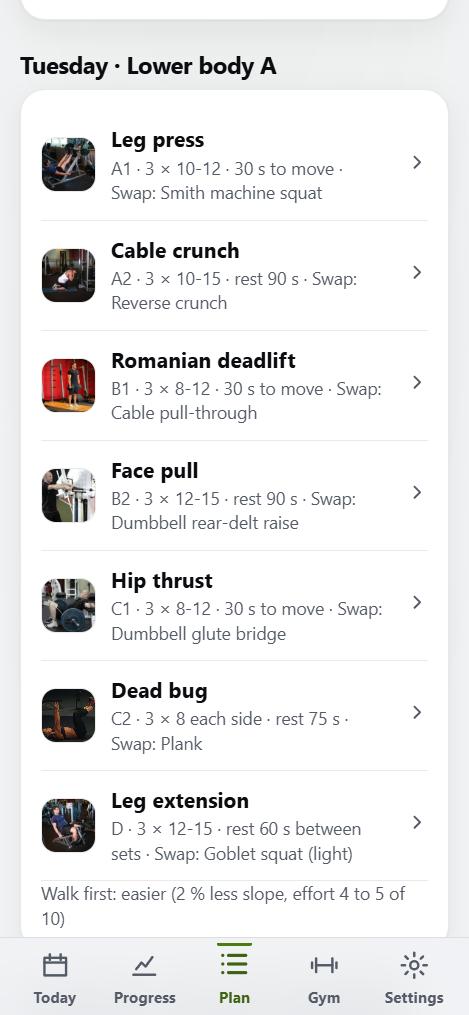 Tuesday · Lower body A
Leg press
A1 · 3 × 10-12 · 30 s to move ·
Swap: Smith machine squat
Cable crunch
A2 · 3 × 10-15 · rest 90 s · Swap:
Reverse crunch
Romanian deadlift
B1 · 3 × 8-12 · 30 s to move · Swap:
Cable pull-through
Face pull
B2 · 3 × 12-15 · rest 90 s · Swap:
Dumbbell rear-delt raise
Hip thrust
C1 · 3 × 8-12 · 30 s to move · Swap:
Dumbbell glute bridge
Dead bug
C2 · 3 × 8 each side · rest 75 s ·
Swap: Plank
Leg extension
D · 3 × 12-15 · rest 60 s between
sets · Swap: Goblet squat (light)
Walk first: easier (2 % less slope, effort 4 to 5 of
10)
Today Progress Plan Gym Settings